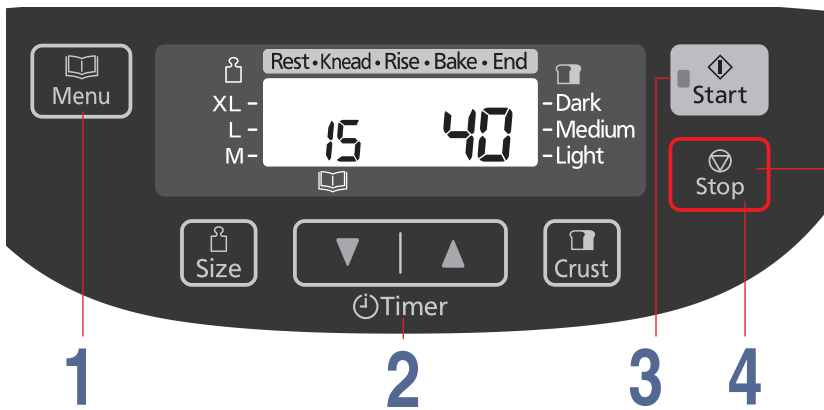 Menu
Rest • Knead • Rise • Bake • End
XL -
L -
M -
15 40
- Dark
- Medium
- Light
Start
Stop
Size
Timer
Crust
1
2
3
4